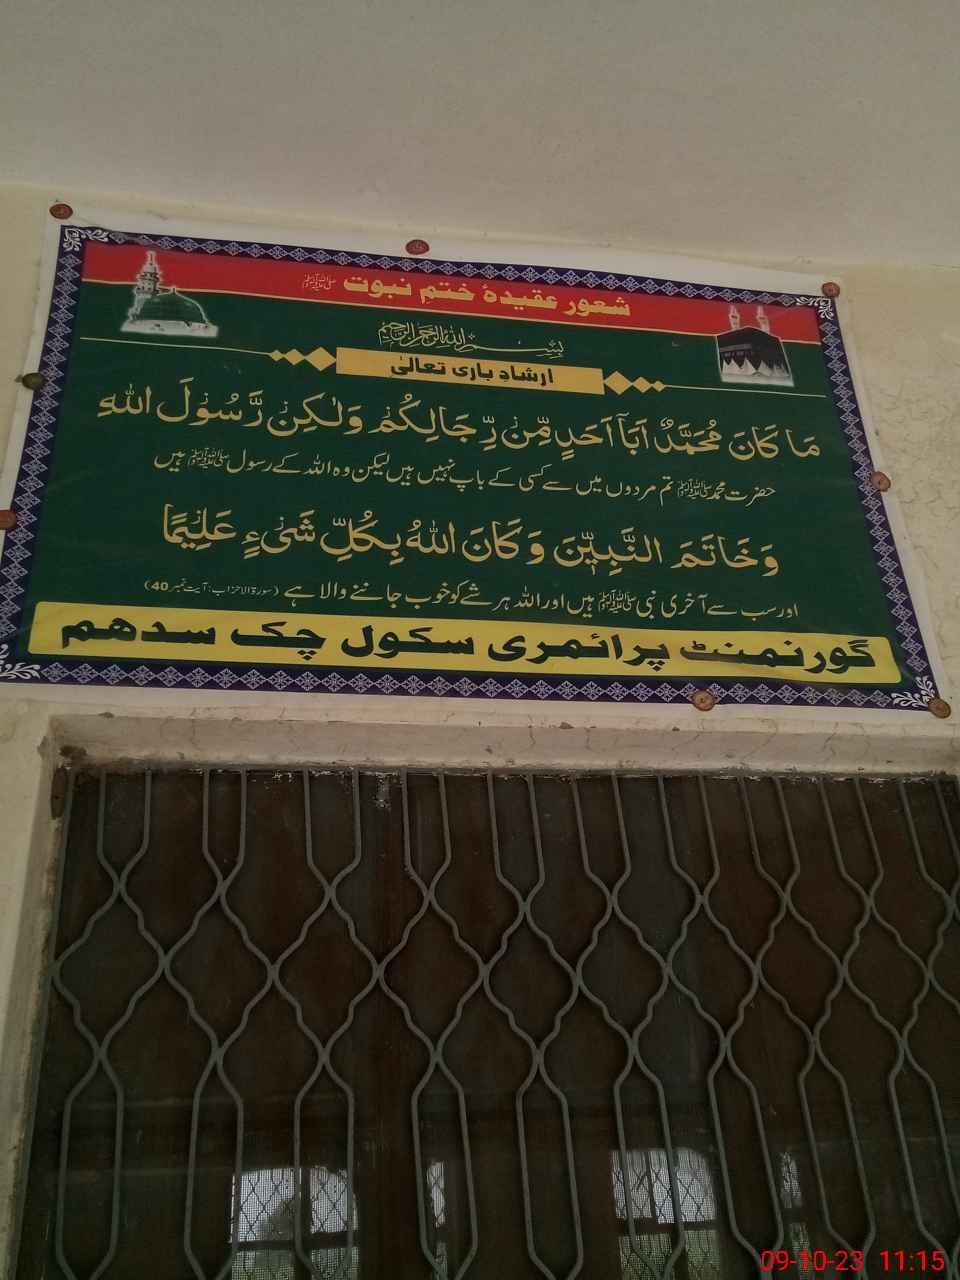 شعور عقیدۂ ختم نبوت ﷺ
بسم اللہ الرحمن الرحیم
ارشادِ باری تعالیٰ
مَا كَانَ مُحَمَّدٌ اَبَآ اَحَدٍ مِّنْ رِّجَالِكُمْ وَلٰكِنْ رَّسُوْلَ اللهِ
حضرت محمد ﷺ تم مردوں میں سے کسی کے باپ نہیں ہیں لیکن وہ اللہ کے رسول ﷺ ہیں
وَخَاتَمَ النَّبِيّٖنَ وَكَانَ اللهُ بِكُلِّ شَيْءٍ عَلِيْمًا
اور سب سے آخری نبی ﷺ ہیں اور اللہ ہر شے کو خوب جاننے والا ہے (سورۃ الاحزاب: آیت نمبر 40)
گورنمنٹ پرائمری سکول چک سدھم
09-10-23 11:15